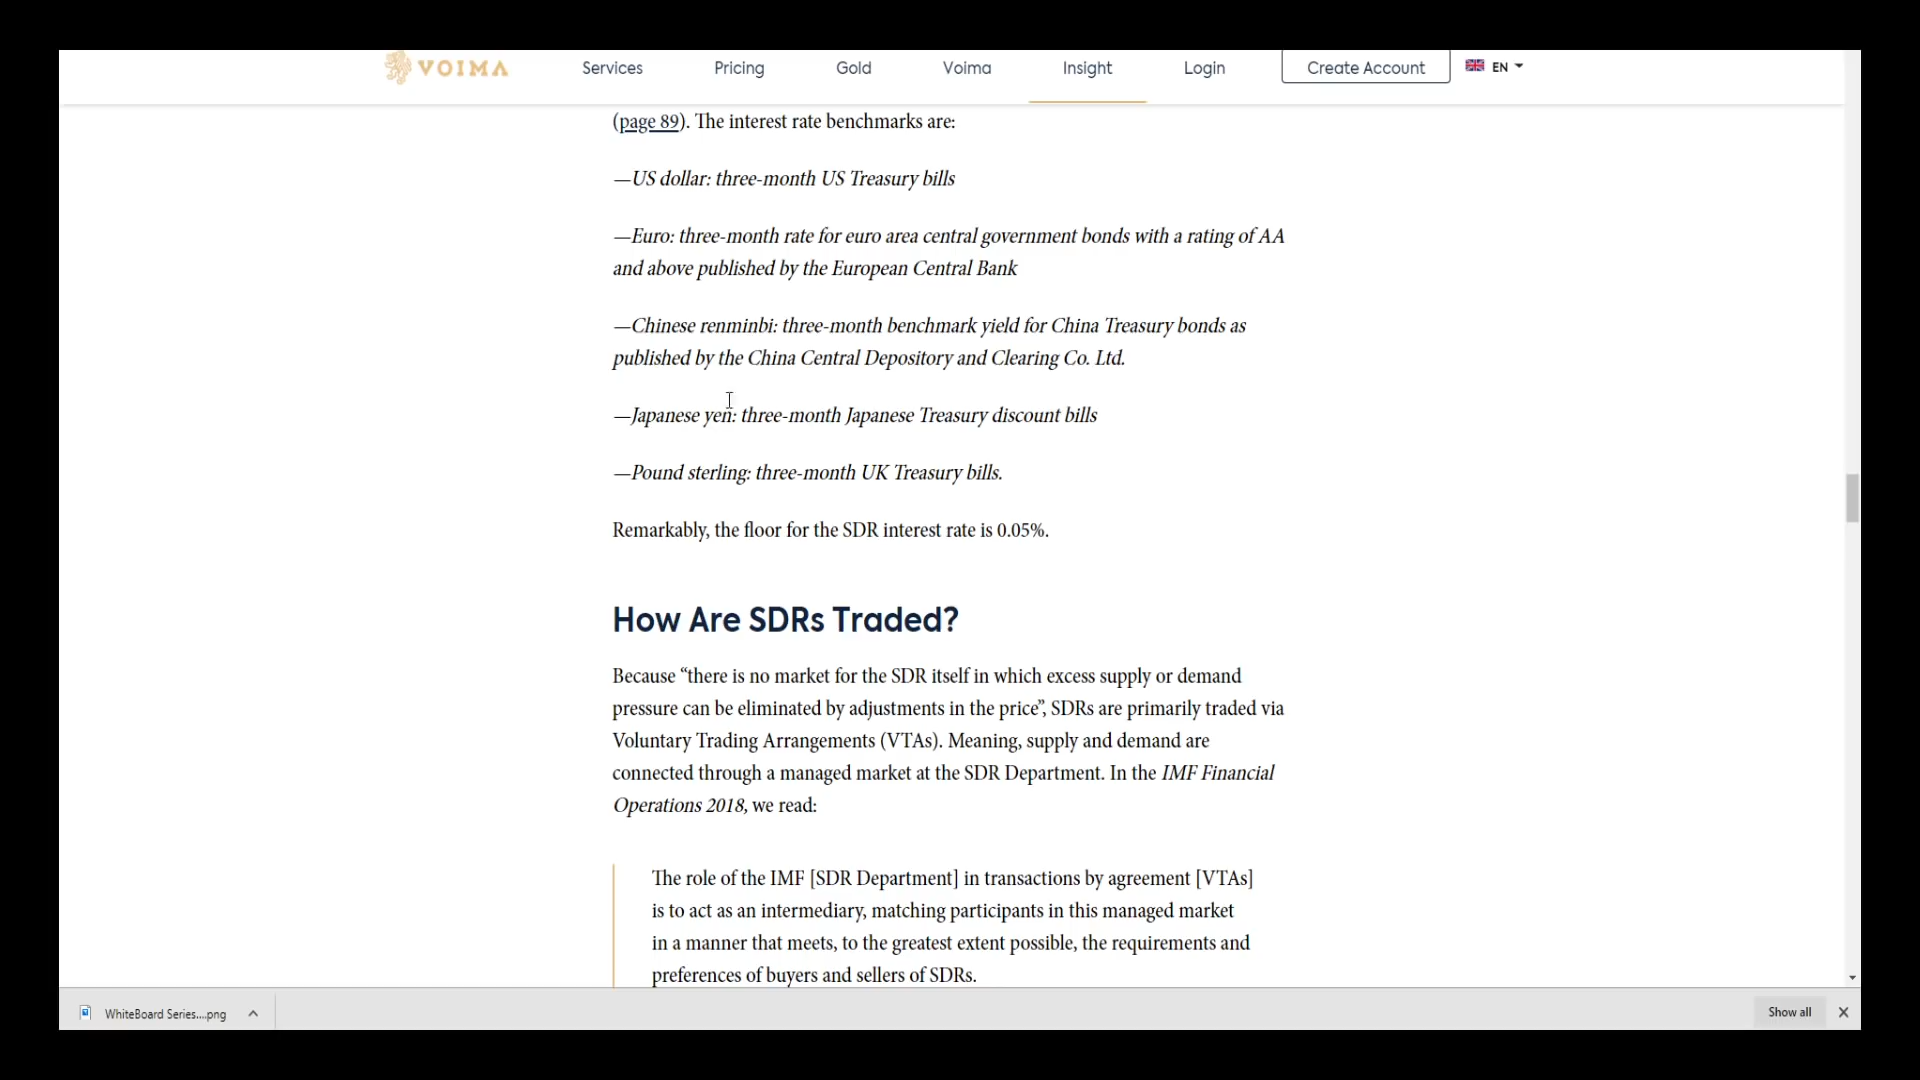 VOIMA Services Pricing Gold Voima Insight Login Create Account EN
(page 89). The interest rate benchmarks are:
—US dollar: three-month US Treasury bills
—Euro: three-month rate for euro area central government bonds with a rating of AA
and above published by the European Central Bank
—Chinese renminbi: three-month benchmark yield for China Treasury bonds as
published by the China Central Depository and Clearing Co. Ltd.
—Japanese yen: three-month Japanese Treasury discount bills
—Pound sterling: three-month UK Treasury bills.
Remarkably, the floor for the SDR interest rate is 0.05%.
How Are SDRs Traded?
Because “there is no market for the SDR itself in which excess supply or demand
pressure can be eliminated by adjustments in the price”, SDRs are primarily traded via
Voluntary Trading Arrangements (VTAs). Meaning, supply and demand are
connected through a managed market at the SDR Department. In the IMF Financial
Operations 2018, we read:
The role of the IMF [SDR Department] in transactions by agreement [VTAs]
is to act as an intermediary, matching participants in this managed market
in a manner that meets, to the greatest extent possible, the requirements and
preferences of buyers and sellers of SDRs.
WhiteBoard Series....png Show all